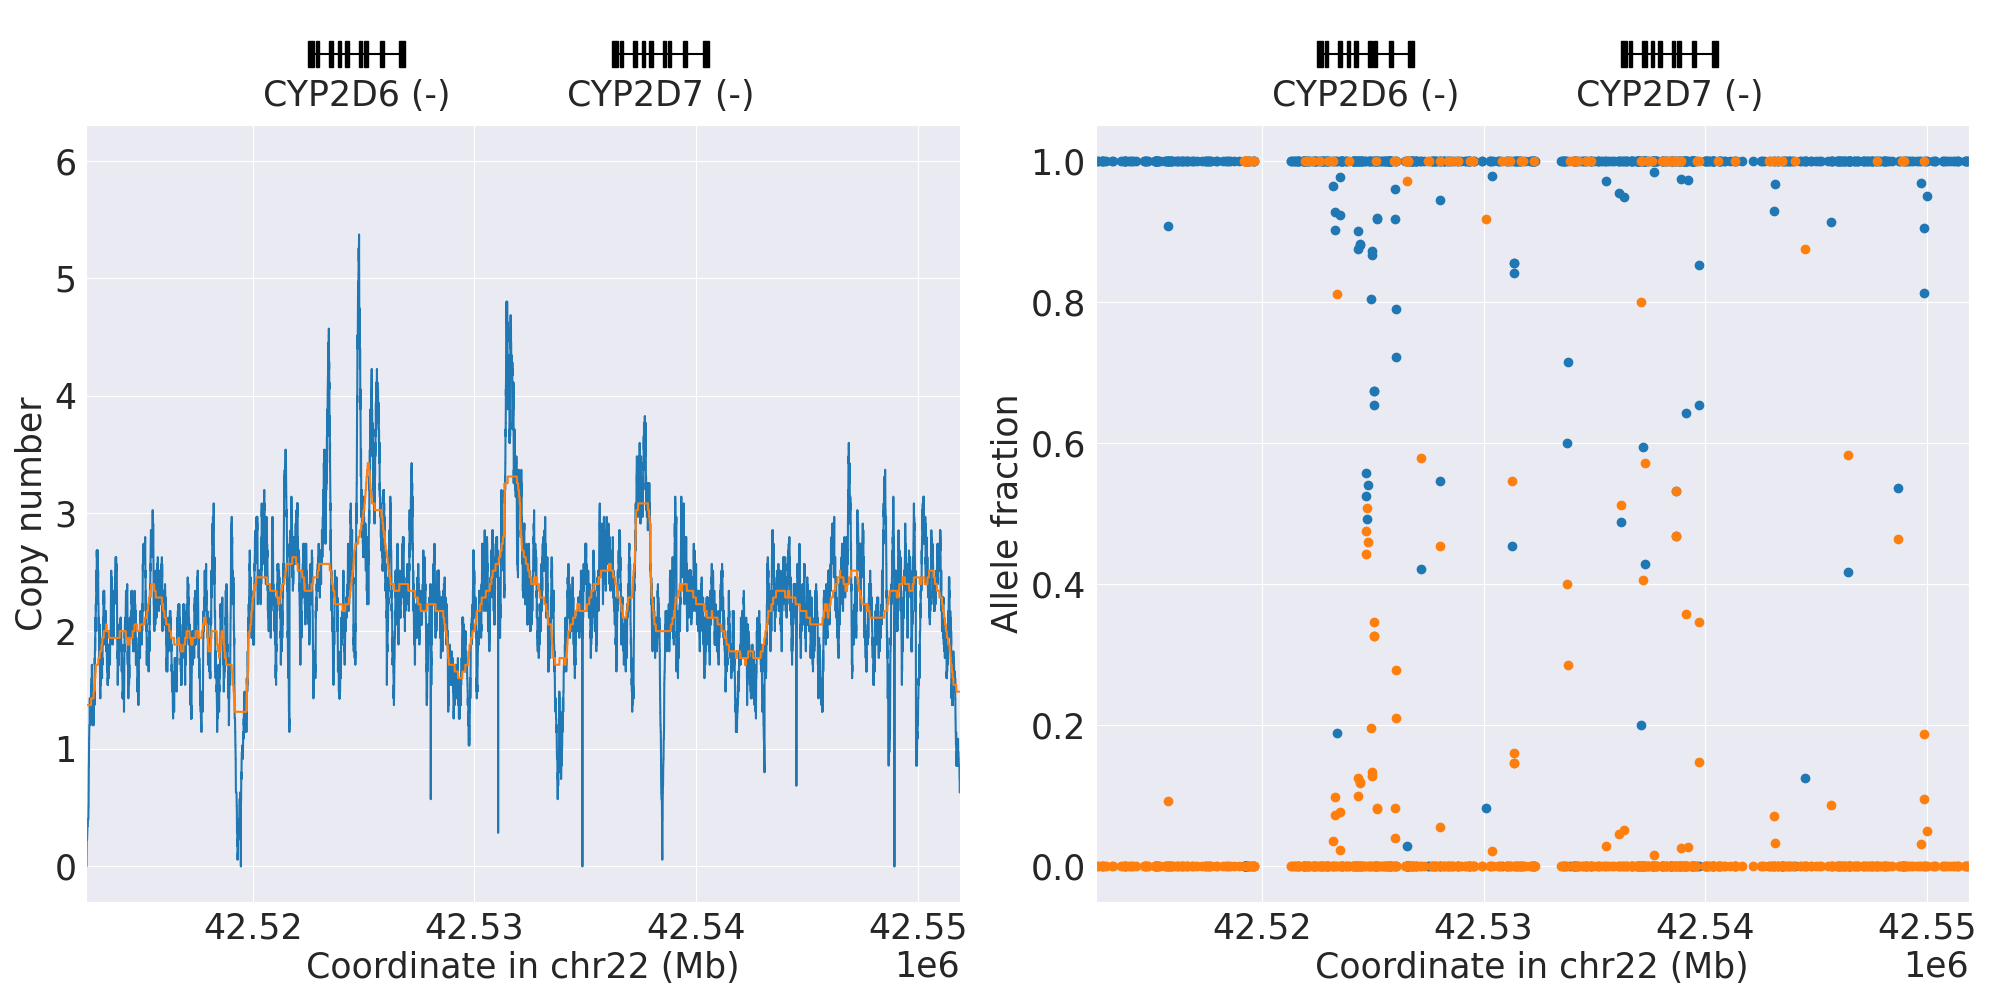 CYP2D6 (-) CYP2D7 (-)
6
5
4
3
2
1
0
Copy number
42.52 42.53 42.54 42.55
Coordinate in chr22 (Mb) 1e6
CYP2D6 (-) CYP2D7 (-)
1.0
0.8
0.6
0.4
0.2
0.0
Allele fraction
42.52 42.53 42.54 42.55
Coordinate in chr22 (Mb) 1e6